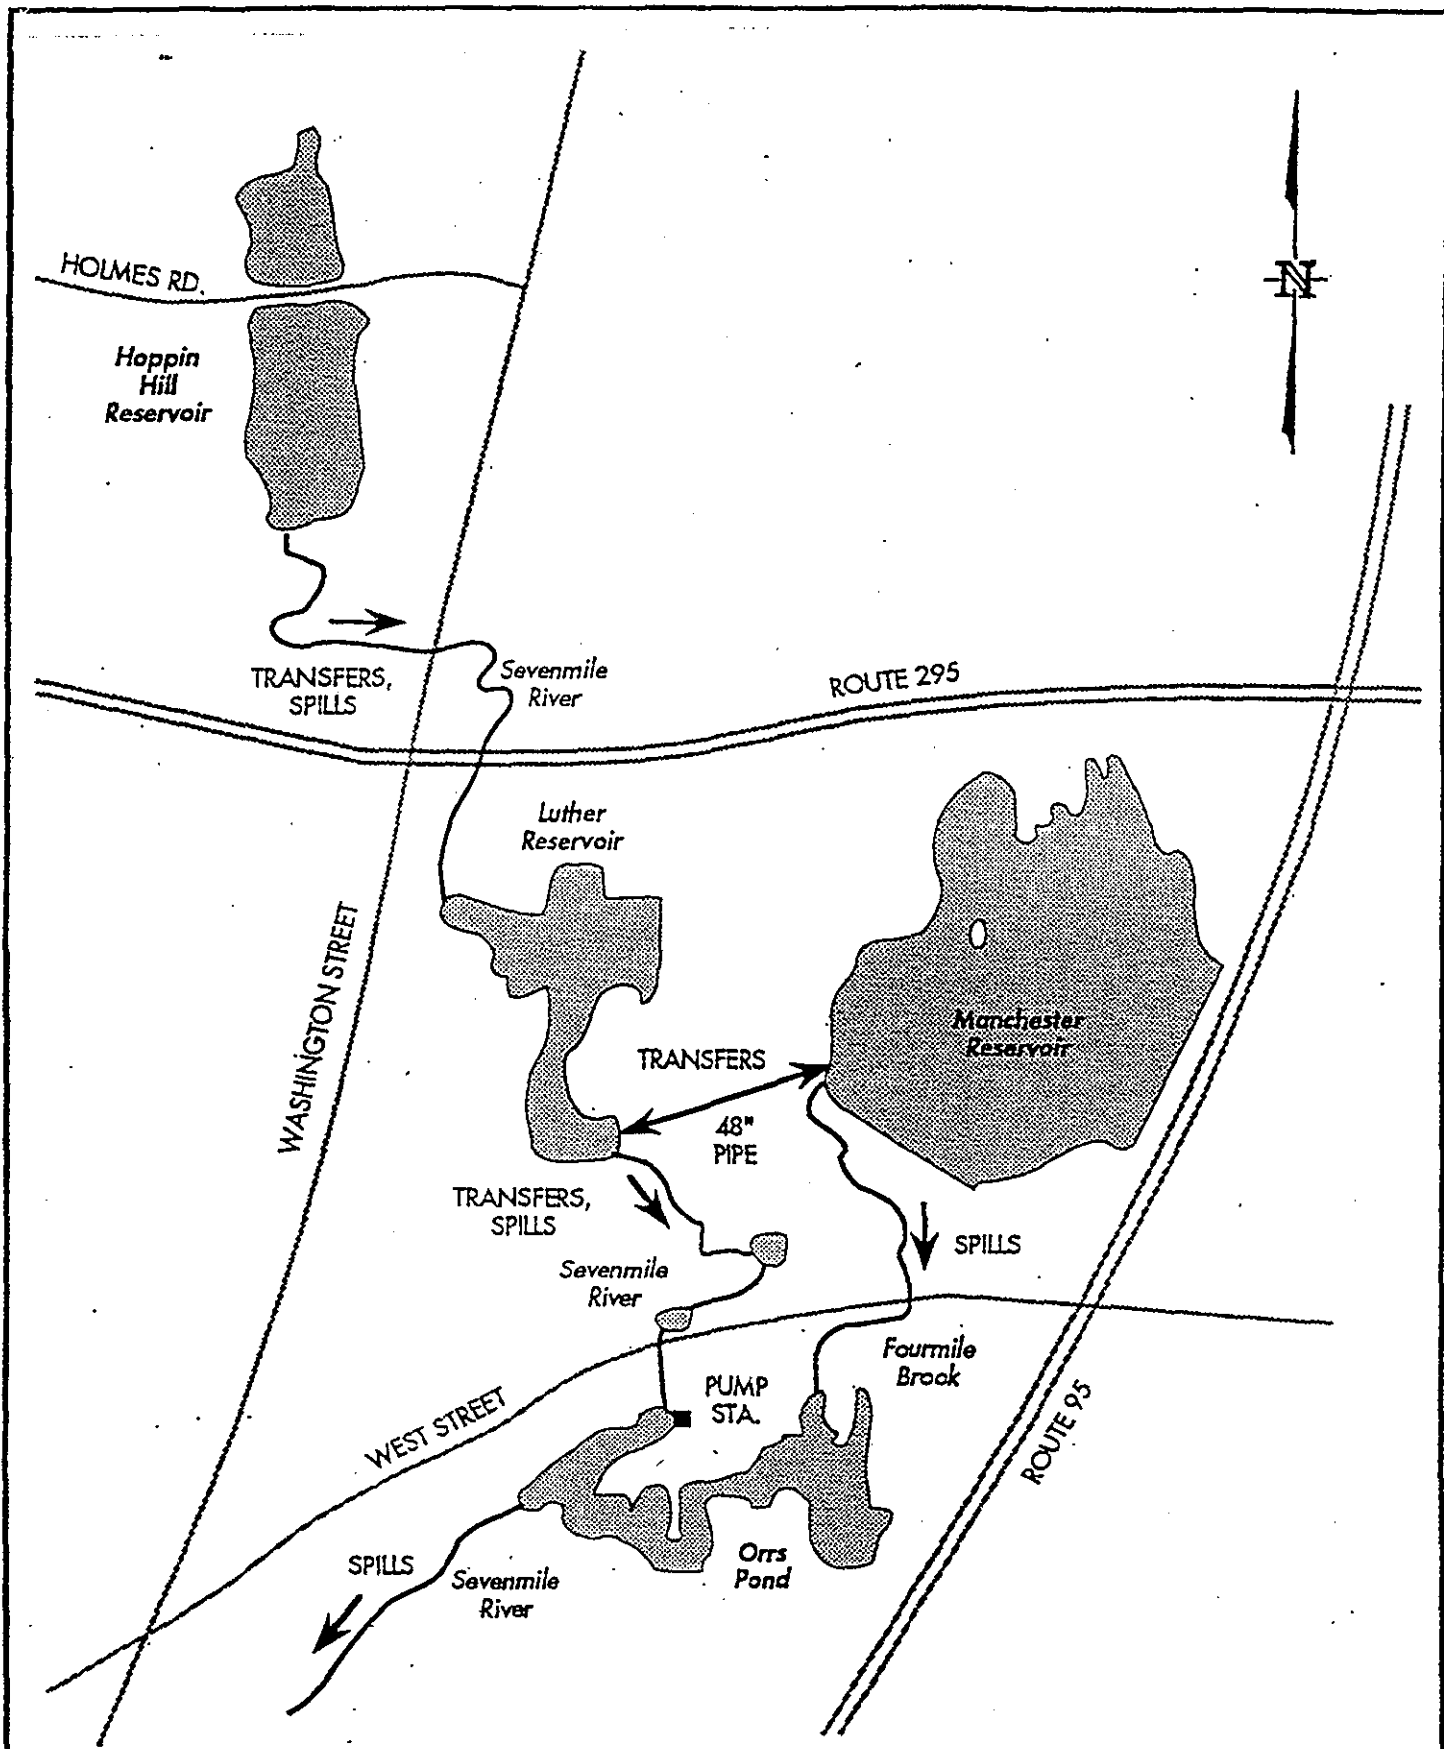 HOLMES RD.
N
Hoppin
Hill
Reservoir
TRANSFERS,
SPILLS
Sevenmile
River
ROUTE 295
Luther
Reservoir
WASHINGTON STREET
Manchester
Reservoir
TRANSFERS
48"
PIPE
TRANSFERS,
SPILLS
SPILLS
Sevenmile
River
Fourmile
Brook
PUMP
STA.
WEST STREET
ROUTE 95
Orrs
Pond
SPILLS
Sevenmile
River